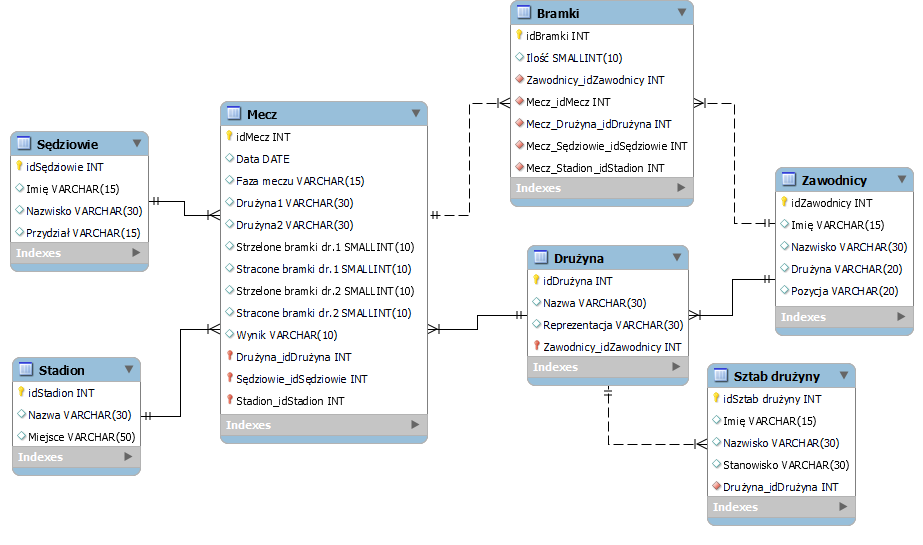 Bramki
idBramki INT
Ilość SMALLINT(10)
Zawodnicy_idZawodnicy INT
Mecz_idMecz INT
Mecz_Drużyna_idDrużyna INT
Mecz_Sędziowie_idSędziowie INT
Mecz_Stadion_idStadion INT
Indexes
Mecz
idMecz INT
Data DATE
Faza meczu VARCHAR(15)
Drużyna1 VARCHAR(30)
Drużyna2 VARCHAR(30)
Strzelone bramki dr.1 SMALLINT(10)
Stracone bramki dr.1 SMALLINT(10)
Strzelone bramki dr.2 SMALLINT(10)
Stracone bramki dr.2 SMALLINT(10)
Wynik VARCHAR(10)
Drużyna_idDrużyna INT
Sędziowie_idSędziowie INT
Stadion_idStadion INT
Indexes
Sędziowie
idSędziowie INT
Imię VARCHAR(15)
Nazwisko VARCHAR(30)
Przydział VARCHAR(15)
Indexes
Zawodnicy
idZawodnicy INT
Imię VARCHAR(15)
Nazwisko VARCHAR(30)
Drużyna VARCHAR(20)
Pozycja VARCHAR(20)
Indexes
Drużyna
idDrużyna INT
Nazwa VARCHAR(30)
Reprezentacja VARCHAR(30)
Zawodnicy_idZawodnicy INT
Indexes
Stadion
idStadion INT
Nazwa VARCHAR(30)
Miejsce VARCHAR(50)
Indexes
Sztab drużyny
idSztab drużyny INT
Imię VARCHAR(15)
Nazwisko VARCHAR(30)
Stanowisko VARCHAR(30)
Drużyna_idDrużyna INT
Indexes